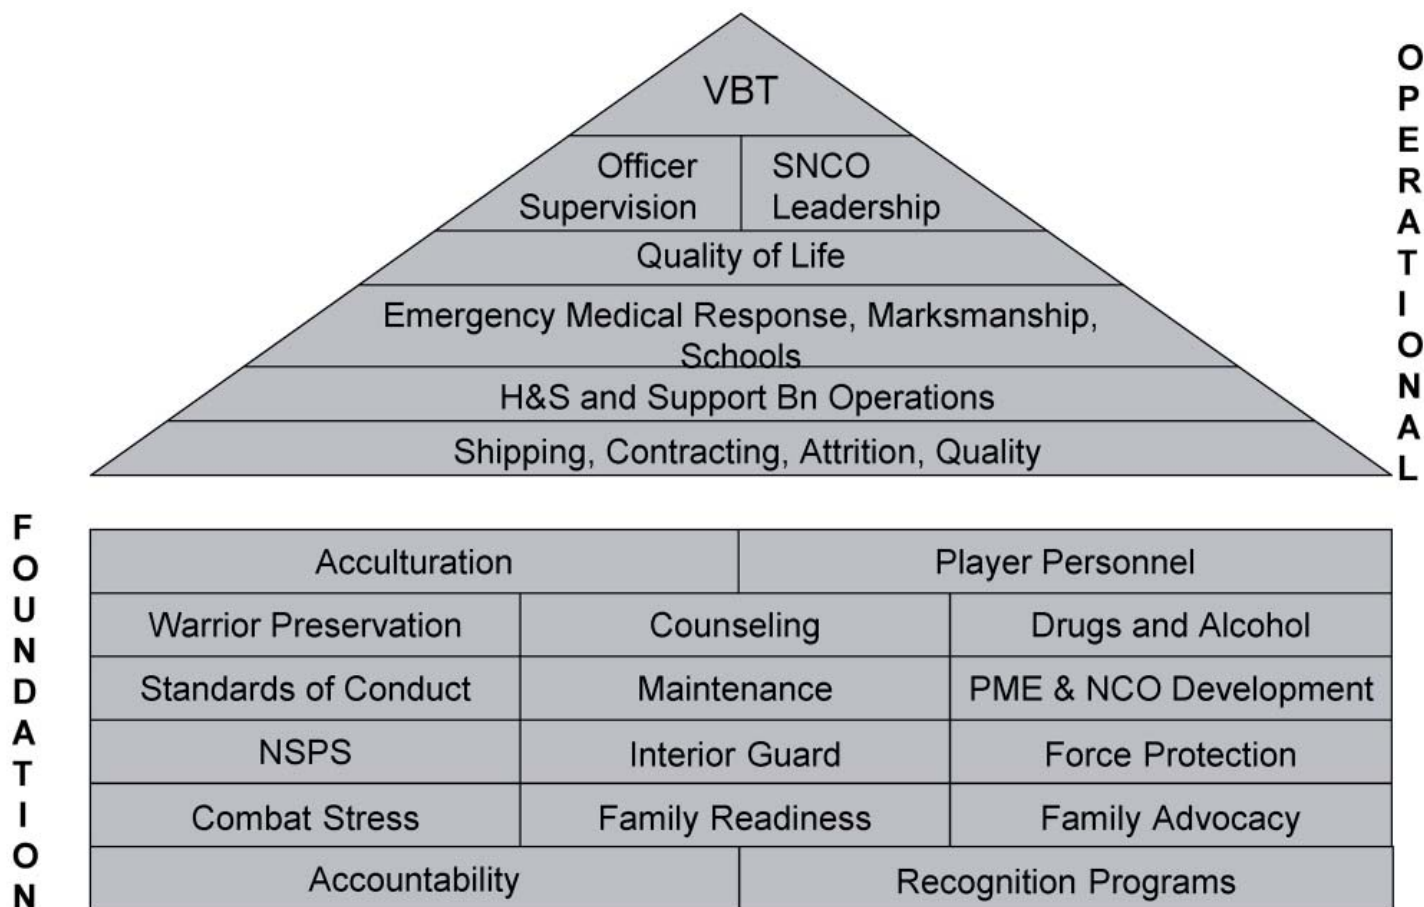 VBT
Officer
Supervision
SNCO
Leadership
Quality of Life
Emergency Medical Response, Marksmanship,
Schools
H&S and Support Bn Operations
Shipping, Contracting, Attrition, Quality
OPERATIONAL
FOUNDATION
Acculturation
Player Personnel
Warrior Preservation
Counseling
Drugs and Alcohol
Standards of Conduct
Maintenance
PME & NCO Development
NSPS
Interior Guard
Force Protection
Combat Stress
Family Readiness
Family Advocacy
Accountability
Recognition Programs